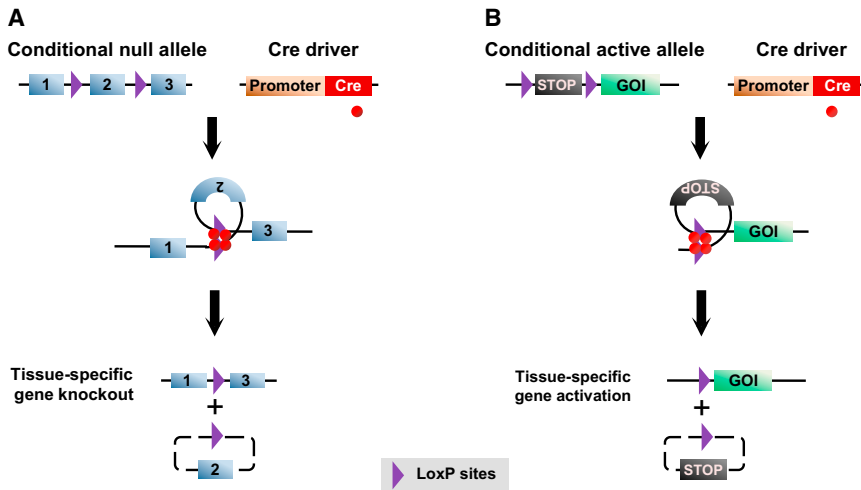 A
Conditional null allele Cre driver
1 2 3 Promoter Cre
2
3
1
Tissue-specific
gene knockout
1 3
+
2
B
Conditional active allele Cre driver
STOP GOI Promoter Cre
STOP
GOI
Tissue-specific
gene activation
GOI
+
STOP
LoxP sites